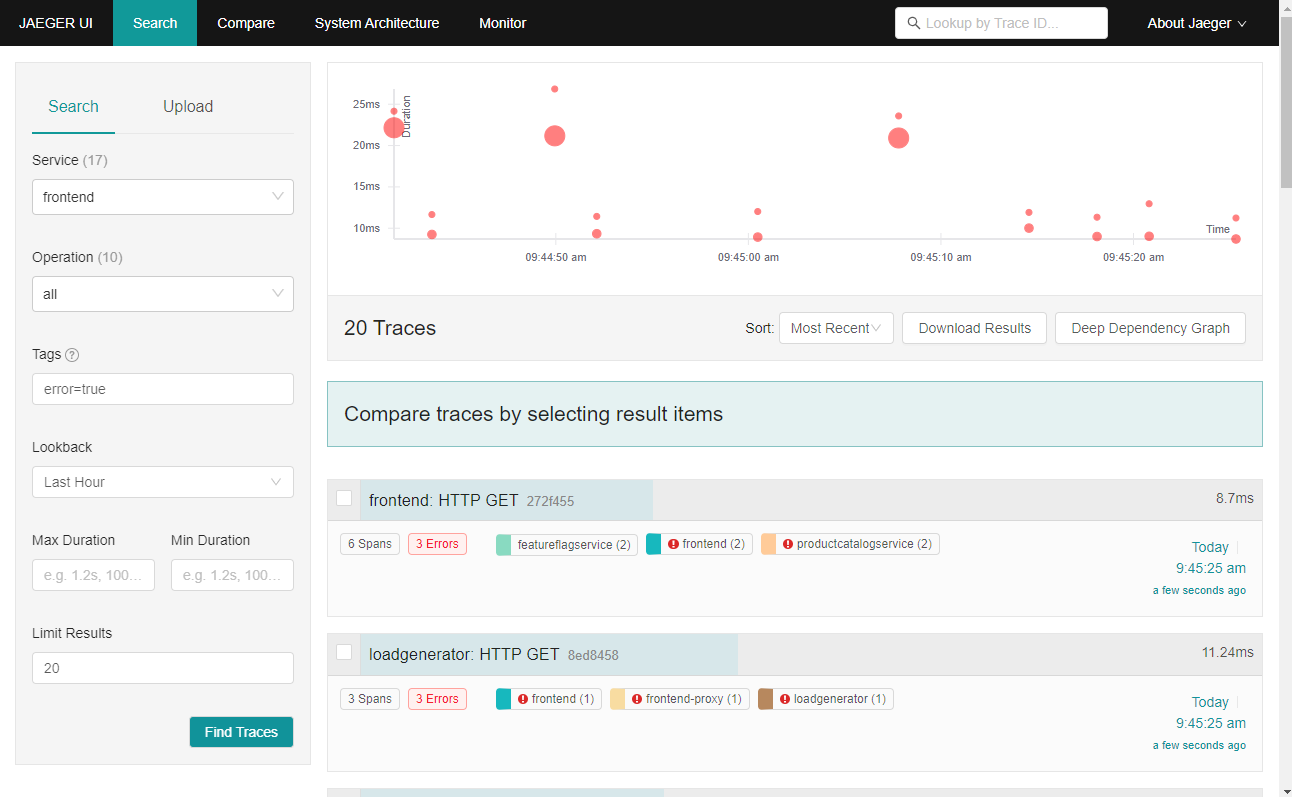 JAEGER UI
Search
Compare
System Architecture
Monitor
Lookup by Trace ID...
About Jaeger
Search
Upload
Service (17)
frontend
Operation (10)
all
Tags
error=true
Lookback
Last Hour
Max Duration
Min Duration
e.g. 1.2s, 100...
e.g. 1.2s, 100...
Limit Results
20
Find Traces
Duration
25ms
20ms
15ms
10ms
Time
09:44:50 am
09:45:00 am
09:45:10 am
09:45:20 am
20 Traces
Sort:
Most Recent
Download Results
Deep Dependency Graph
Compare traces by selecting result items
frontend: HTTP GET 272f455
8.7ms
6 Spans
3 Errors
featureflagservice (2)
frontend (2)
productcatalogservice (2)
Today
9:45:25 am
a few seconds ago
loadgenerator: HTTP GET 8ed8458
11.24ms
3 Spans
3 Errors
frontend (1)
frontend-proxy (1)
loadgenerator (1)
Today
9:45:25 am
a few seconds ago